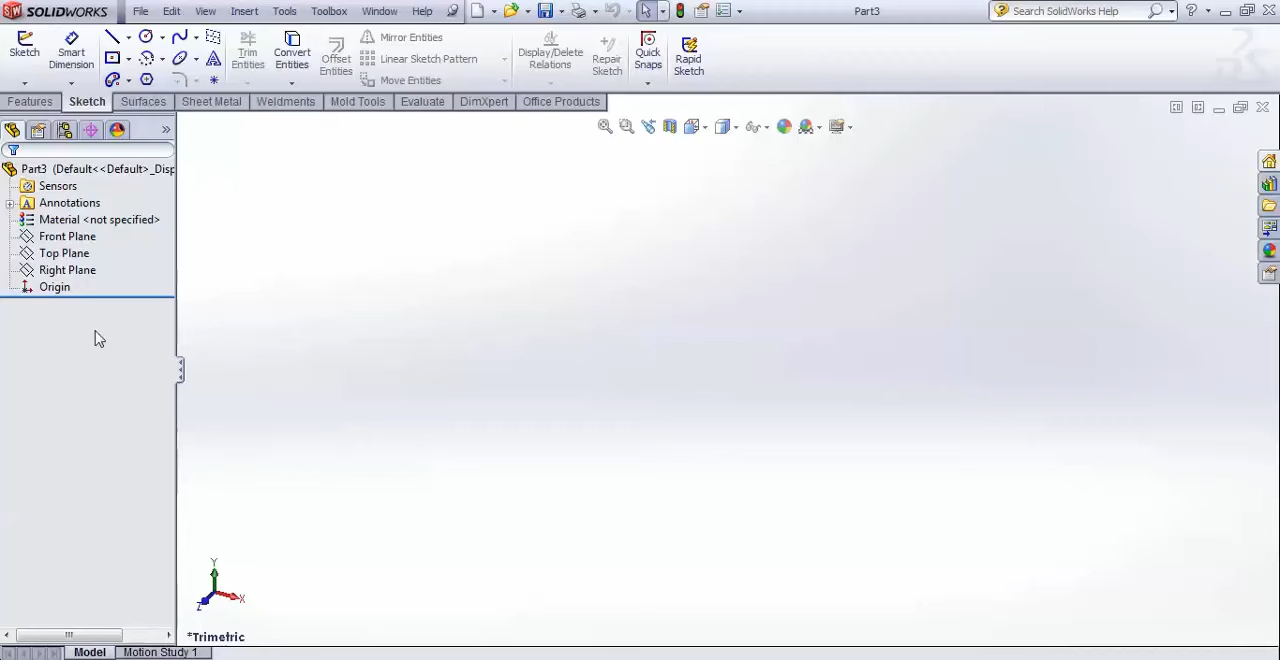 SOLIDWORKS File Edit View Insert Tools Toolbox Window Help Part3 Search SolidWorks Help
Sketch Smart Dimension Trim Entities Convert Entities Offset Entities Mirror Entities Linear Sketch Pattern Move Entities Display/Delete Relations Repair Sketch Quick Snaps Rapid Sketch
Features Sketch Surfaces Sheet Metal Weldments Mold Tools Evaluate DimXpert Office Products
Part3 (Default<<Default>_Disp
Sensors
Annotations
Material <not specified>
Front Plane
Top Plane
Right Plane
Origin
Y
X
Z
*Trimetric
Model Motion Study 1